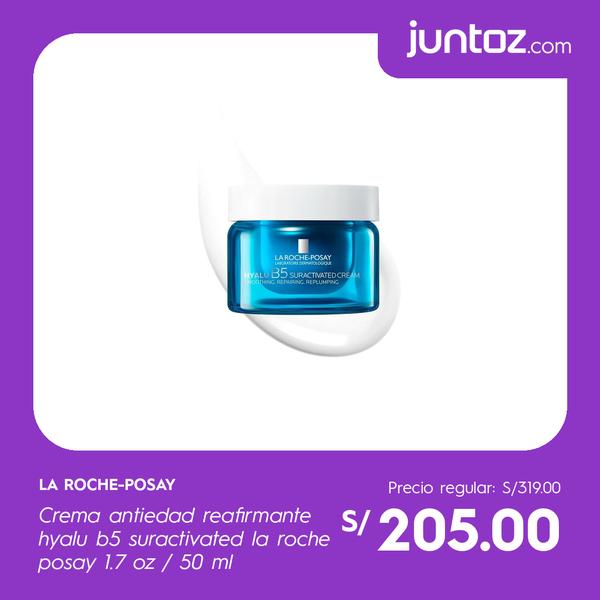 juntoz.com
LA ROCHE-POSAY
LABORATOIRE DERMATOLOGIQUE
HYALU B5 SURACTIVATED CREAM
SMOOTHING, REPAIRING, REPLUMPING
LA ROCHE-POSAY
Crema antiedad reafirmante
hyalu b5 suractivated la roche
posay 1.7 oz / 50 ml
Precio regular: S/319.00
S/ 205.00